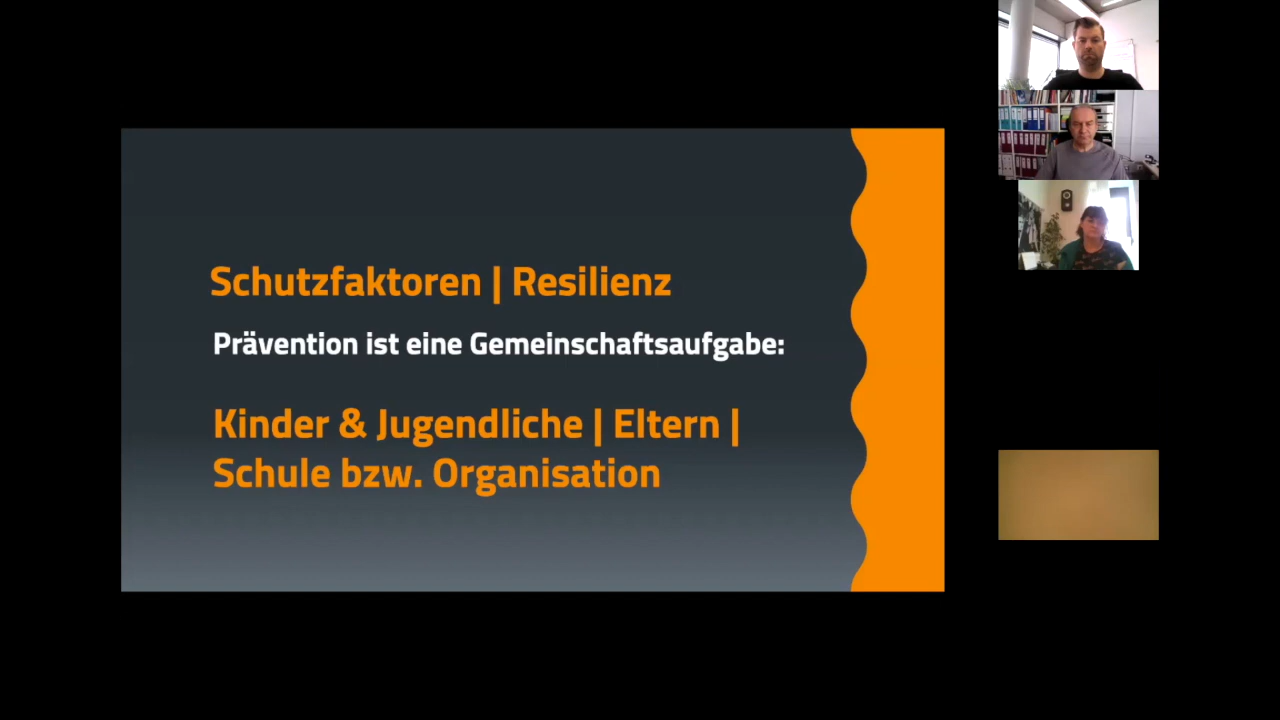 Schutzfaktoren | Resilienz
Prävention ist eine Gemeinschaftsaufgabe:
Kinder & Jugendliche | Eltern |
Schule bzw. Organisation